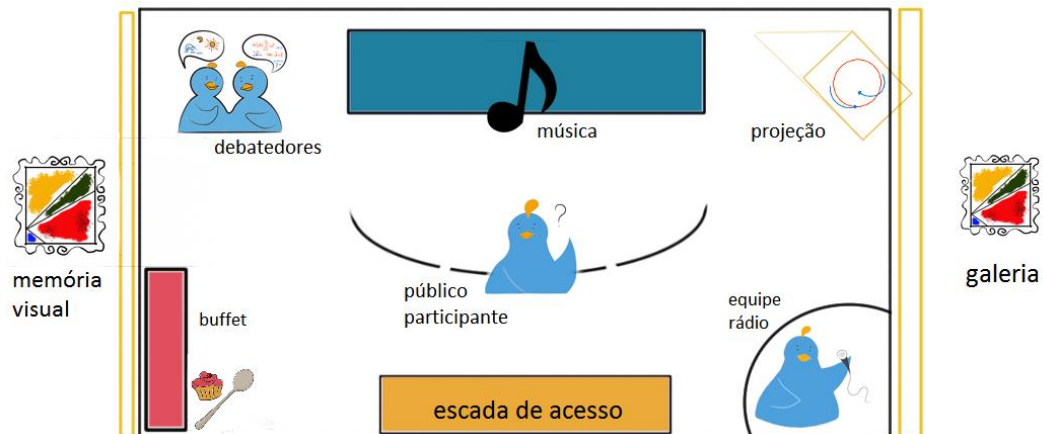 debatedores
música
projeção
memória
visual
galeria
público
participante
?
buffet
equipe
rádio
escada de acesso